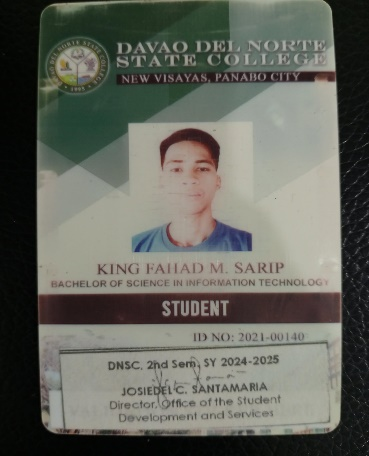 DAVAO DEL NORTE
STATE COLLEGE
NEW VISAYAS, PANABO CITY
KING FAHAD M. SARIP
BACHELOR OF SCIENCE IN INFORMATION TECHNOLOGY
STUDENT
ID NO: 2021-00140
DNSC, 2nd Sem, SY 2024-2025
JOSIEDEL C. SANTAMARIA
Director, Office of the Student
Development and Services